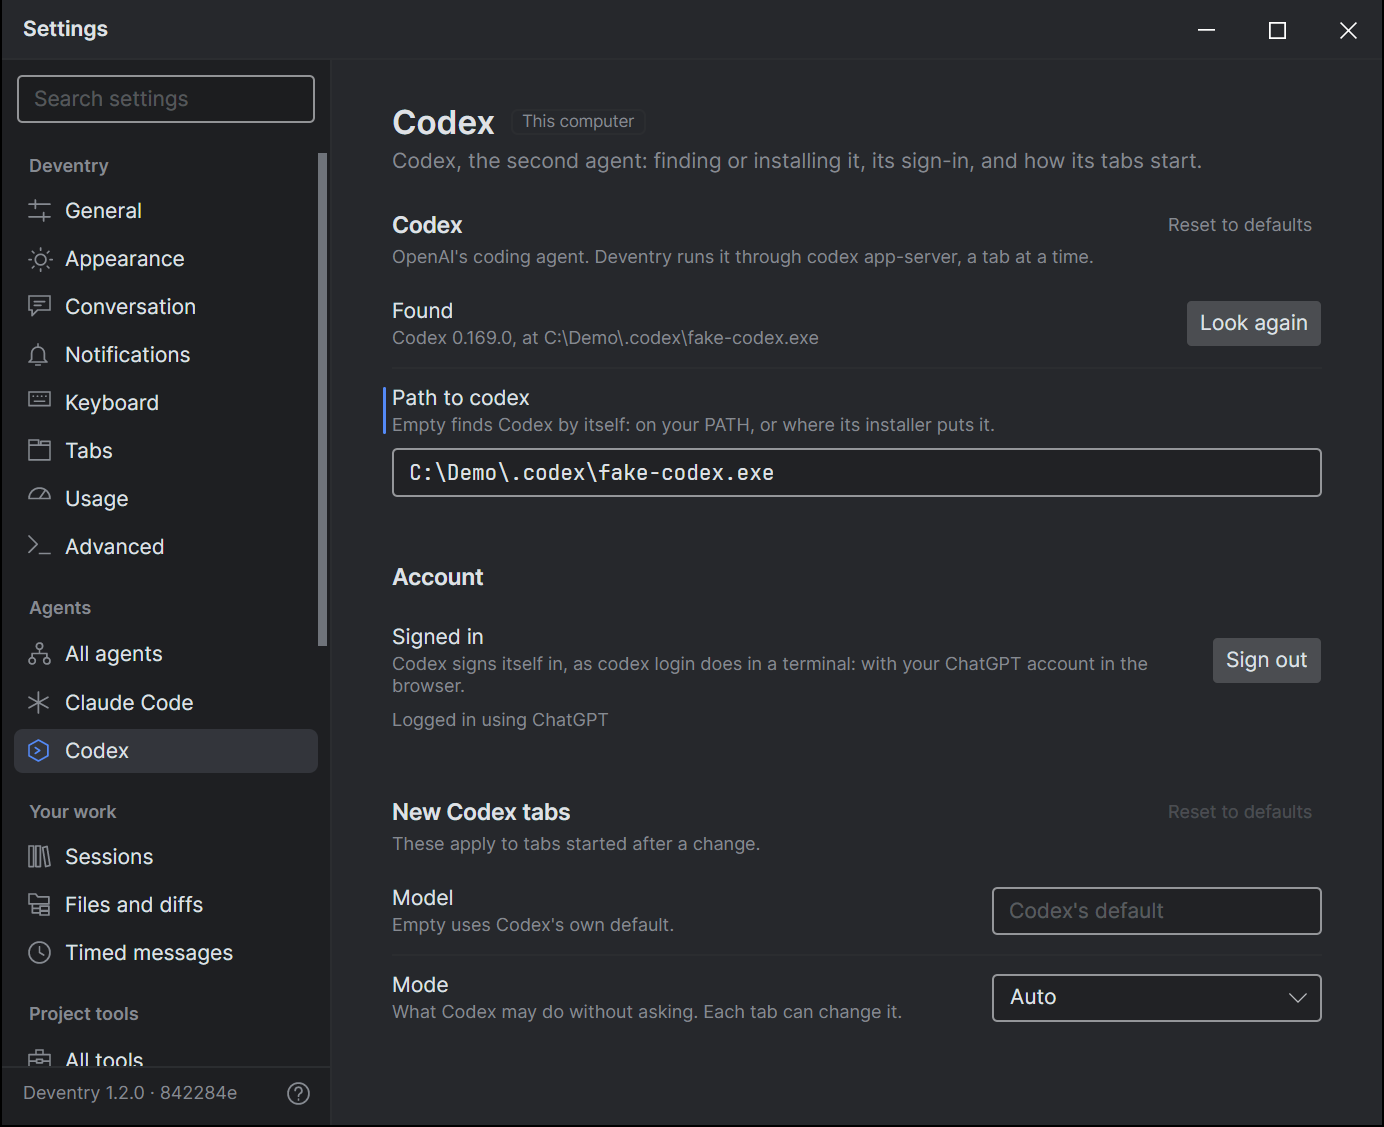 Settings
Search settings
Deventry
General
Appearance
Conversation
Notifications
Keyboard
Tabs
Usage
Advanced
Agents
All agents
Claude Code
Codex
Your work
Sessions
Files and diffs
Timed messages
Project tools
All tools
Deventry 1.2.0 · 842284e
Codex This computer
Codex, the second agent: finding or installing it, its sign-in, and how its tabs start.
Codex Reset to defaults
OpenAI's coding agent. Deventry runs it through codex app-server, a tab at a time.
Found
Codex 0.169.0, at C:\Demo\.codex\fake-codex.exe
Look again
Path to codex
Empty finds Codex by itself: on your PATH, or where its installer puts it.
C:\Demo\.codex\fake-codex.exe
Account
Signed in
Codex signs itself in, as codex login does in a terminal: with your ChatGPT account in the
browser.
Sign out
Logged in using ChatGPT
New Codex tabs Reset to defaults
These apply to tabs started after a change.
Model
Empty uses Codex's own default.
Codex's default
Mode
What Codex may do without asking. Each tab can change it.
Auto